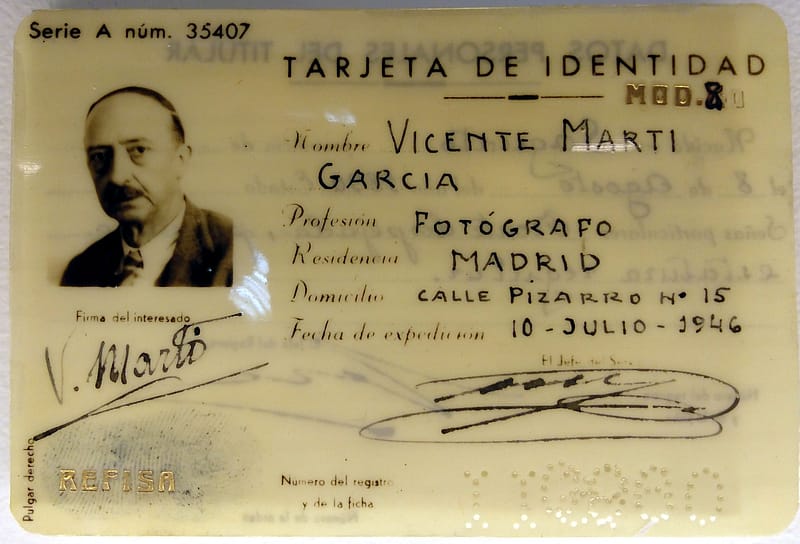 Serie A núm. 35407
TARJETA DE IDENTIDAD
MOD. 8
Nombre VICENTE MARTI
GARCIA
Profesión FOTÓGRAFO
Residencia MADRID
Domicilio CALLE PIZARRO Nº 15
Fecha de expedición 10-JULIO-1946
Firma del interesado
V. Marti
El Jefe del
Pulgar derecho
REFISA
Numero del registro
y de la ficha